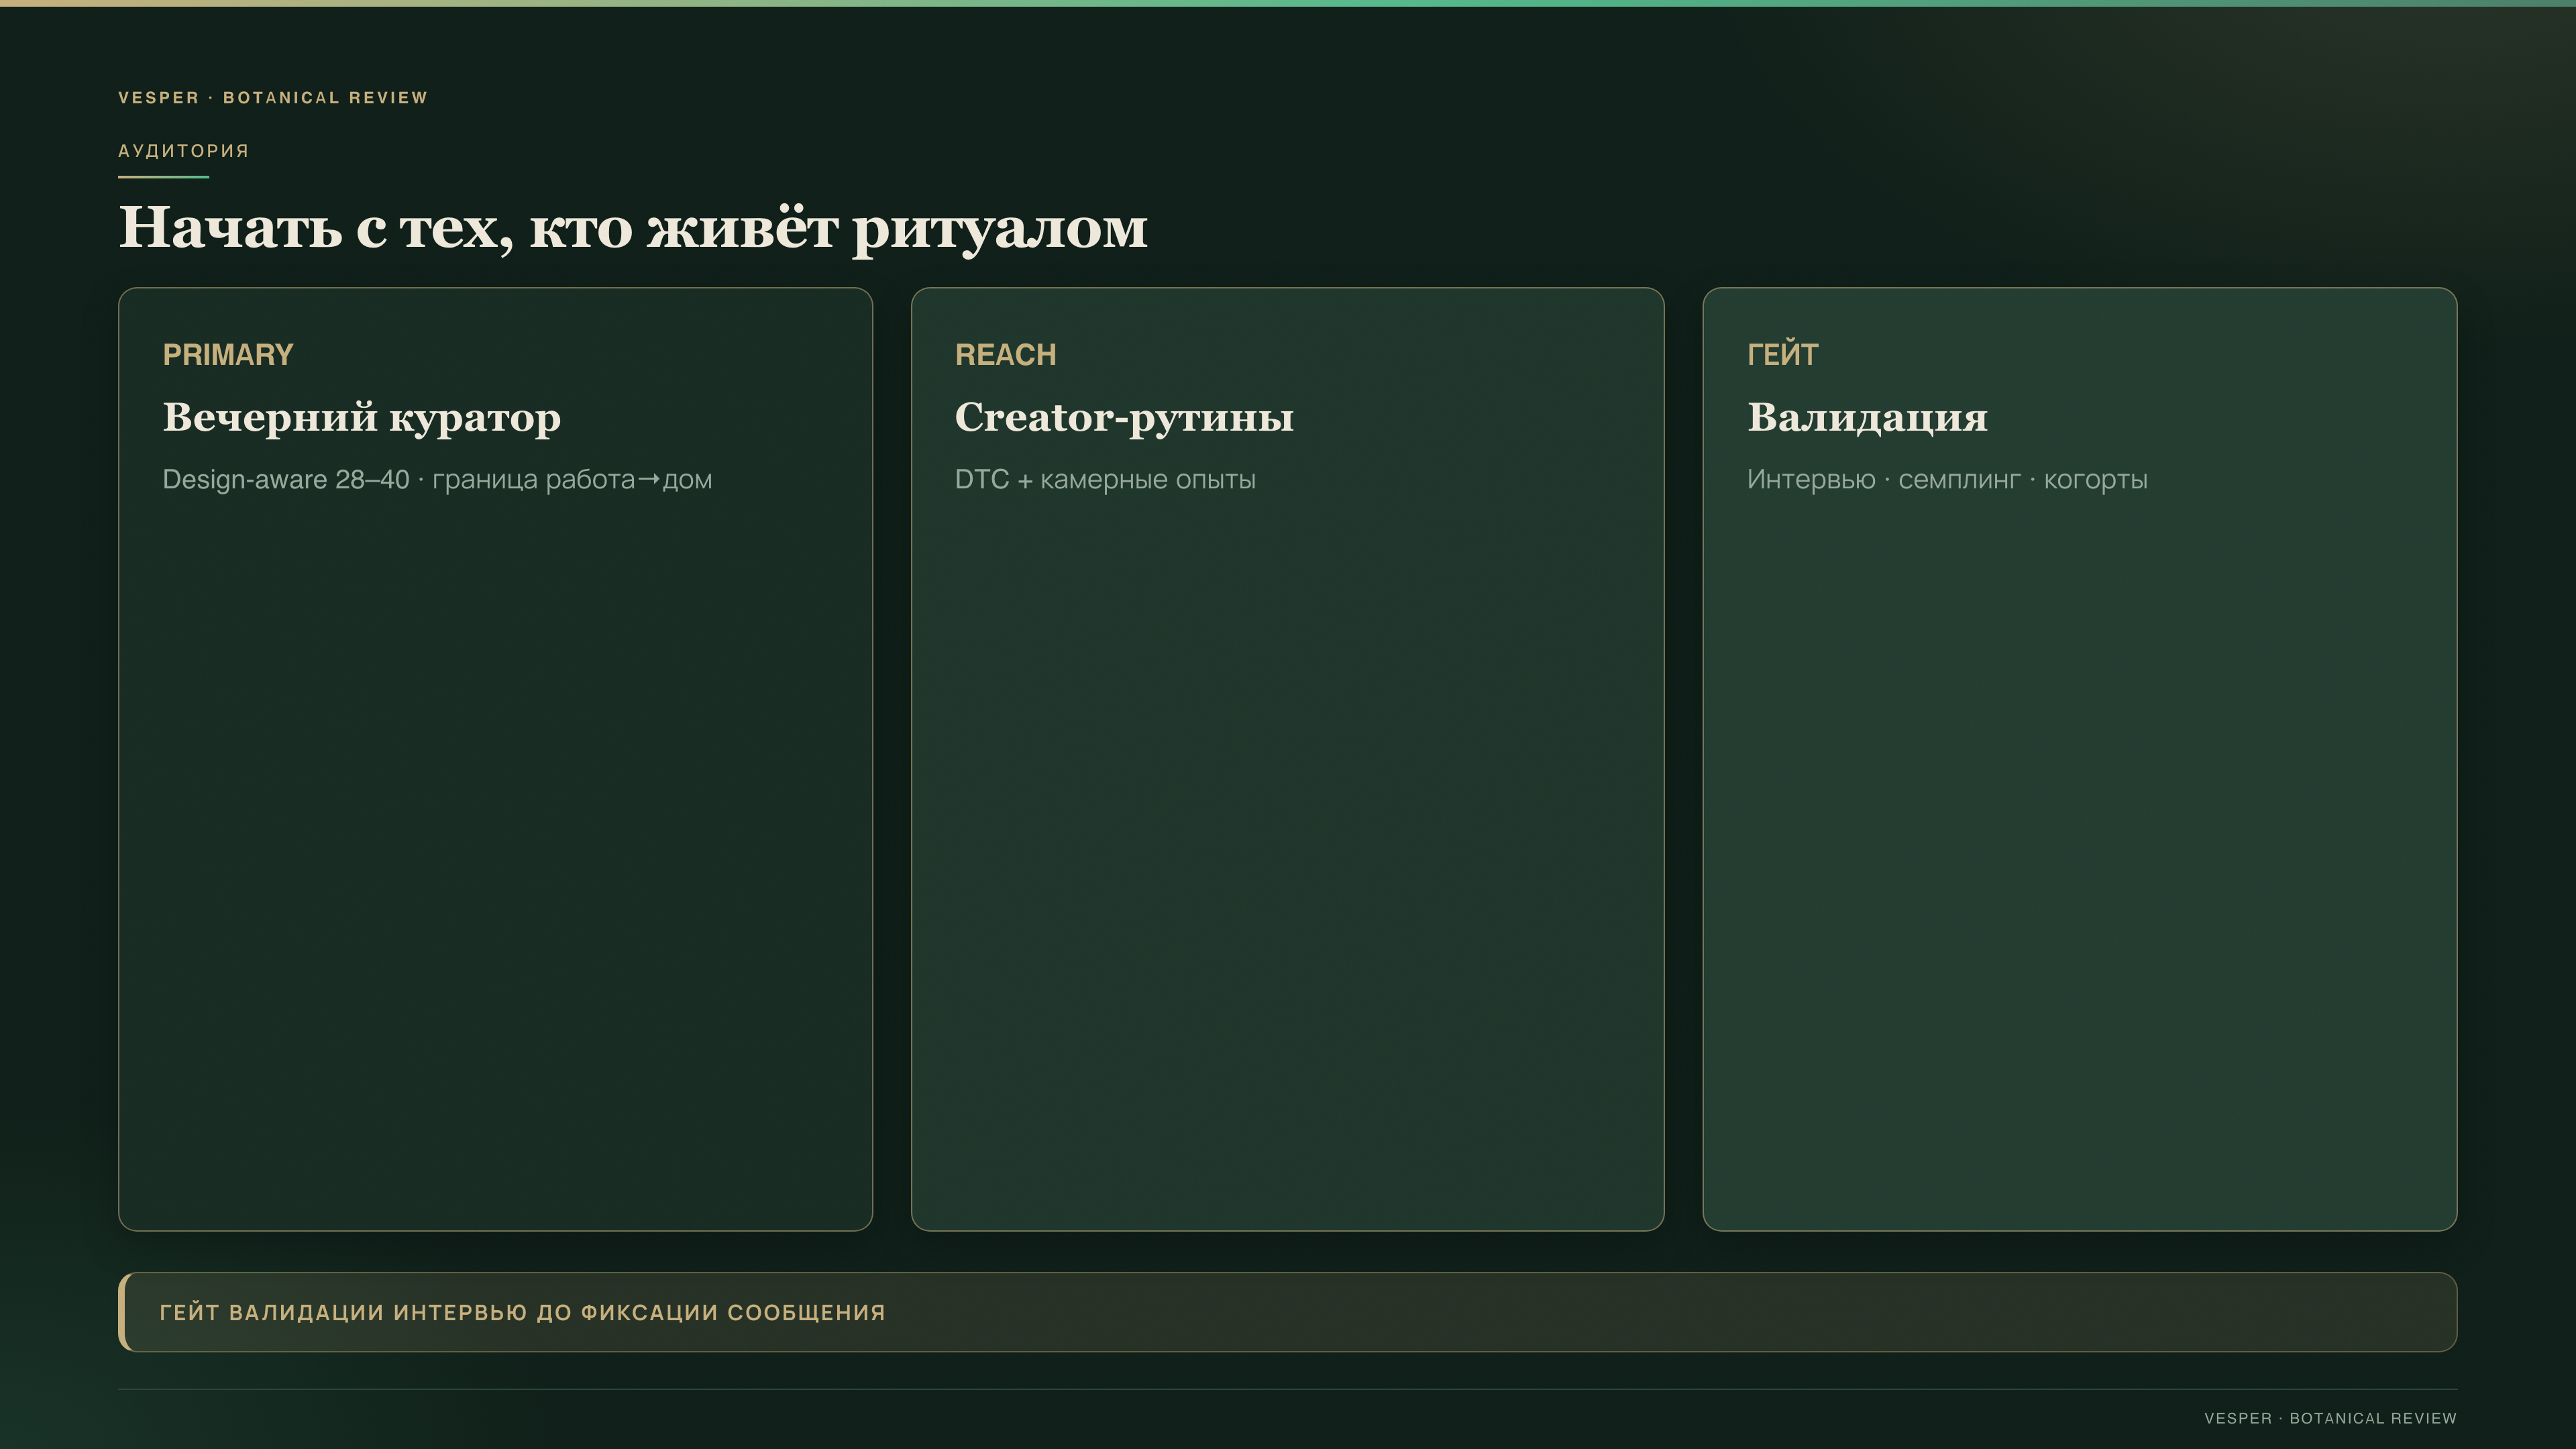 VESPER · BOTANICAL REVIEW
АУДИТОРИЯ
Начать с тех, кто живёт ритуалом
PRIMARY
Вечерний куратор
Design-aware 28–40 · граница работа→дом
REACH
Creator-рутины
DTC + камерные опыты
ГЕЙТ
Валидация
Интервью · семплинг · когорты
ГЕЙТ ВАЛИДАЦИИ ИНТЕРВЬЮ ДО ФИКСАЦИИ СООБЩЕНИЯ
VESPER · BOTANICAL REVIEW